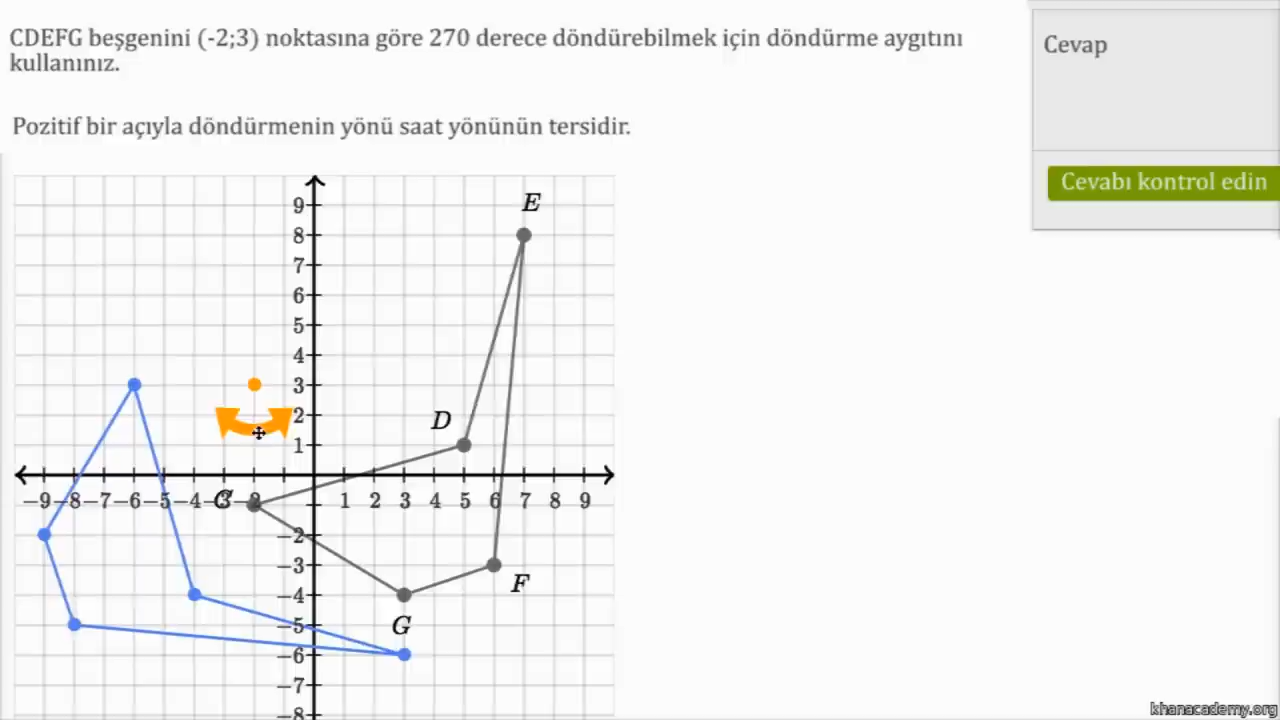 CDEFG beşgenini (-2;3) noktasına göre 270 derece döndürebilmek için döndürme aygıtını
kullanınız.
Cevap
Pozitif bir açıyla döndürmenin yönü saat yönünün tersidir.
Cevabı kontrol edin
E
9
8
7
6
5
4
3
2
D
1
−9 −8 −7 −6 −5 −4 −3 −2 1 2 3 4 5 6 7 8 9
C
−2
−3
F
−4
G
−5
−6
−7
−8
khanacademy.org